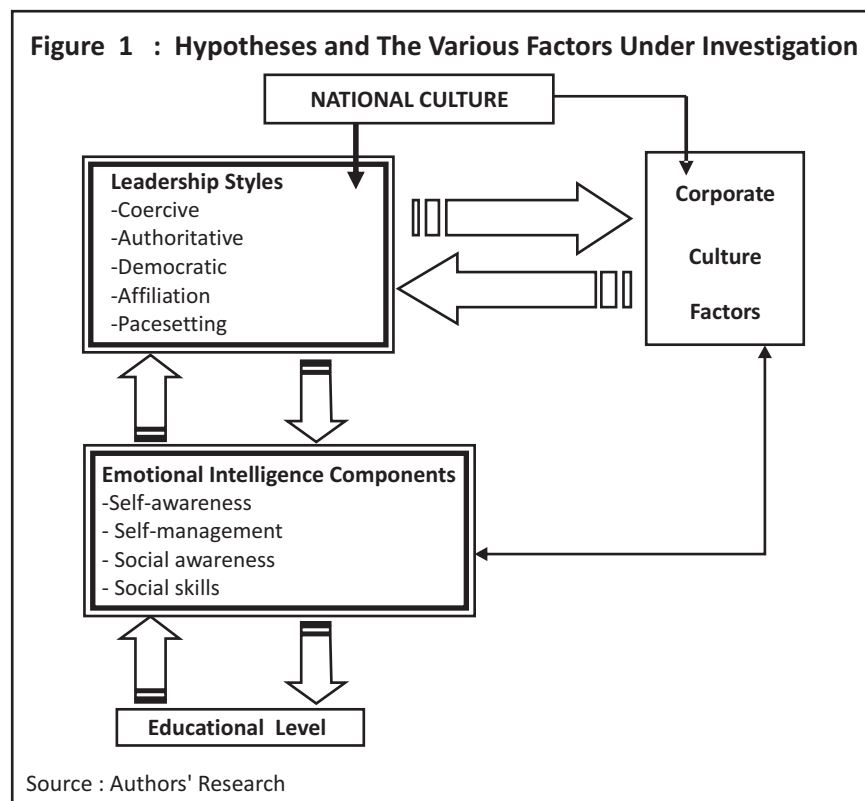 Figure 1 : Hypotheses and The Various Factors Under Investigation
NATIONAL CULTURE
Leadership Styles
-Coercive
-Authoritative
-Democratic
-Affiliation
-Pacesetting
Corporate
Culture
Factors
Emotional Intelligence Components
-Self-awareness
- Self-management
- Social awareness
- Social skills
Educational Level
Source : Authors' Research